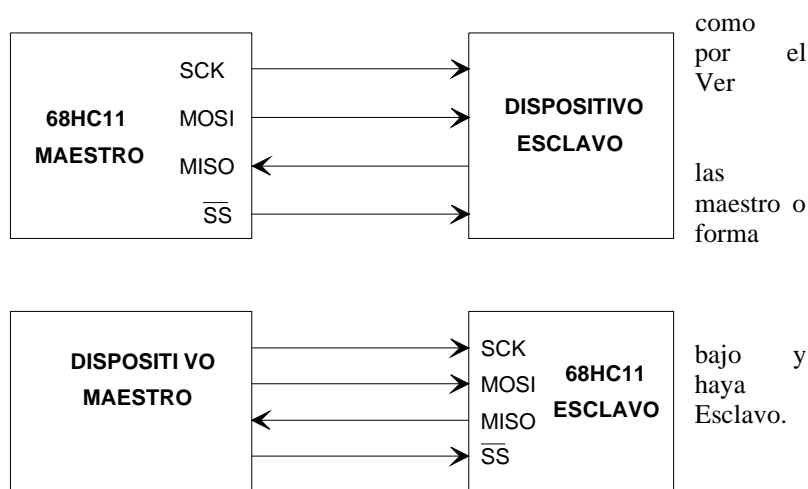 como
por el
Ver
las
maestro o
forma
bajo y
haya
Esclavo.
68HC11
MAESTRO
SCK
MOSI
MISO
SS
DISPOSITIVO
ESCLAVO
DISPOSITI VO
MAESTRO
SCK
MOSI
MISO
SS
68HC11
ESCLAVO